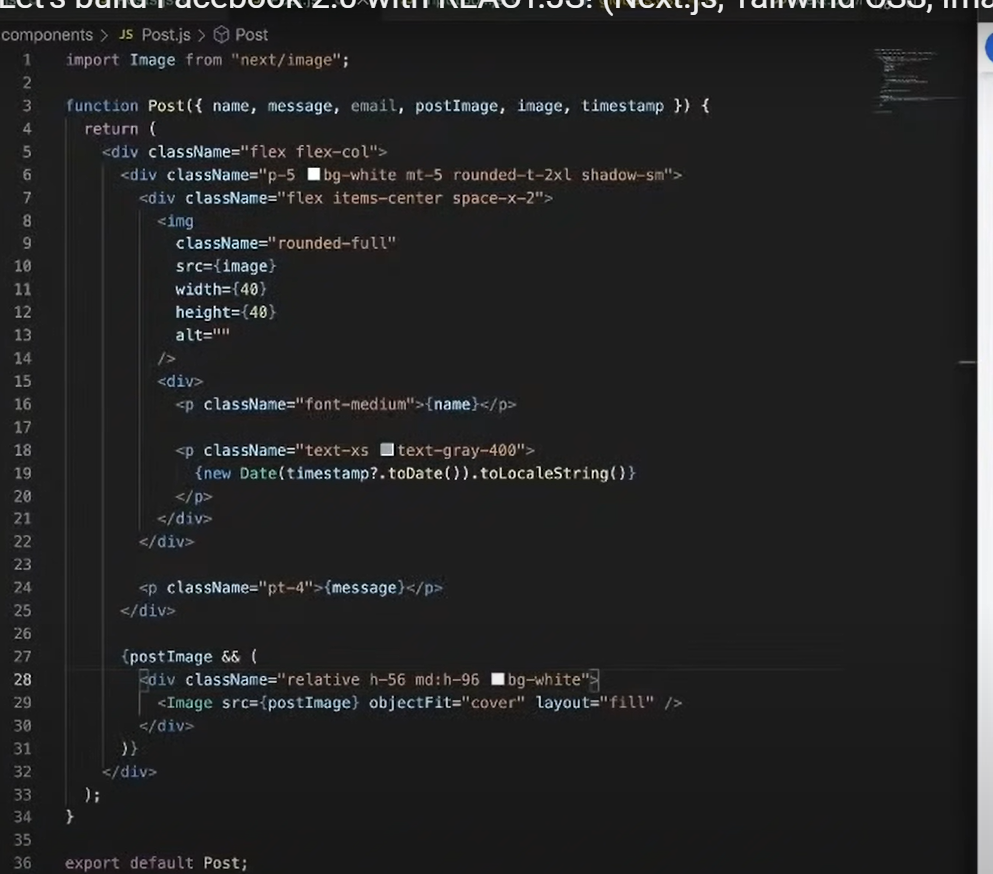 Let's build Facebook 2.0 with REACT.JS! (Next.js, Tailwind CSS,
components > JS Post.js > Post
1 import Image from "next/image";
2
3 function Post({ name, message, email, postImage, image, timestamp }) {
4 return (
5 <div className="flex flex-col">
6 <div className="p-5 bg-white mt-5 rounded-t-2xl shadow-sm">
7 <div className="flex items-center space-x-2">
8 <img
9 className="rounded-full"
10 src={image}
11 width={40}
12 height={40}
13 alt=""
14 />
15 <div>
16 <p className="font-medium">{name}</p>
17
18 <p className="text-xs text-gray-400">
19 {new Date(timestamp?.toDate()).toLocaleString()}
20 </p>
21 </div>
22 </div>
23
24 <p className="pt-4">{message}</p>
25 </div>
26
27 {postImage && (
28 <div className="relative h-56 md:h-96 bg-white">
29 <Image src={postImage} objectFit="cover" layout="fill" />
30 </div>
31 )}
32 </div>
33 );
34 }
35
36 export default Post;